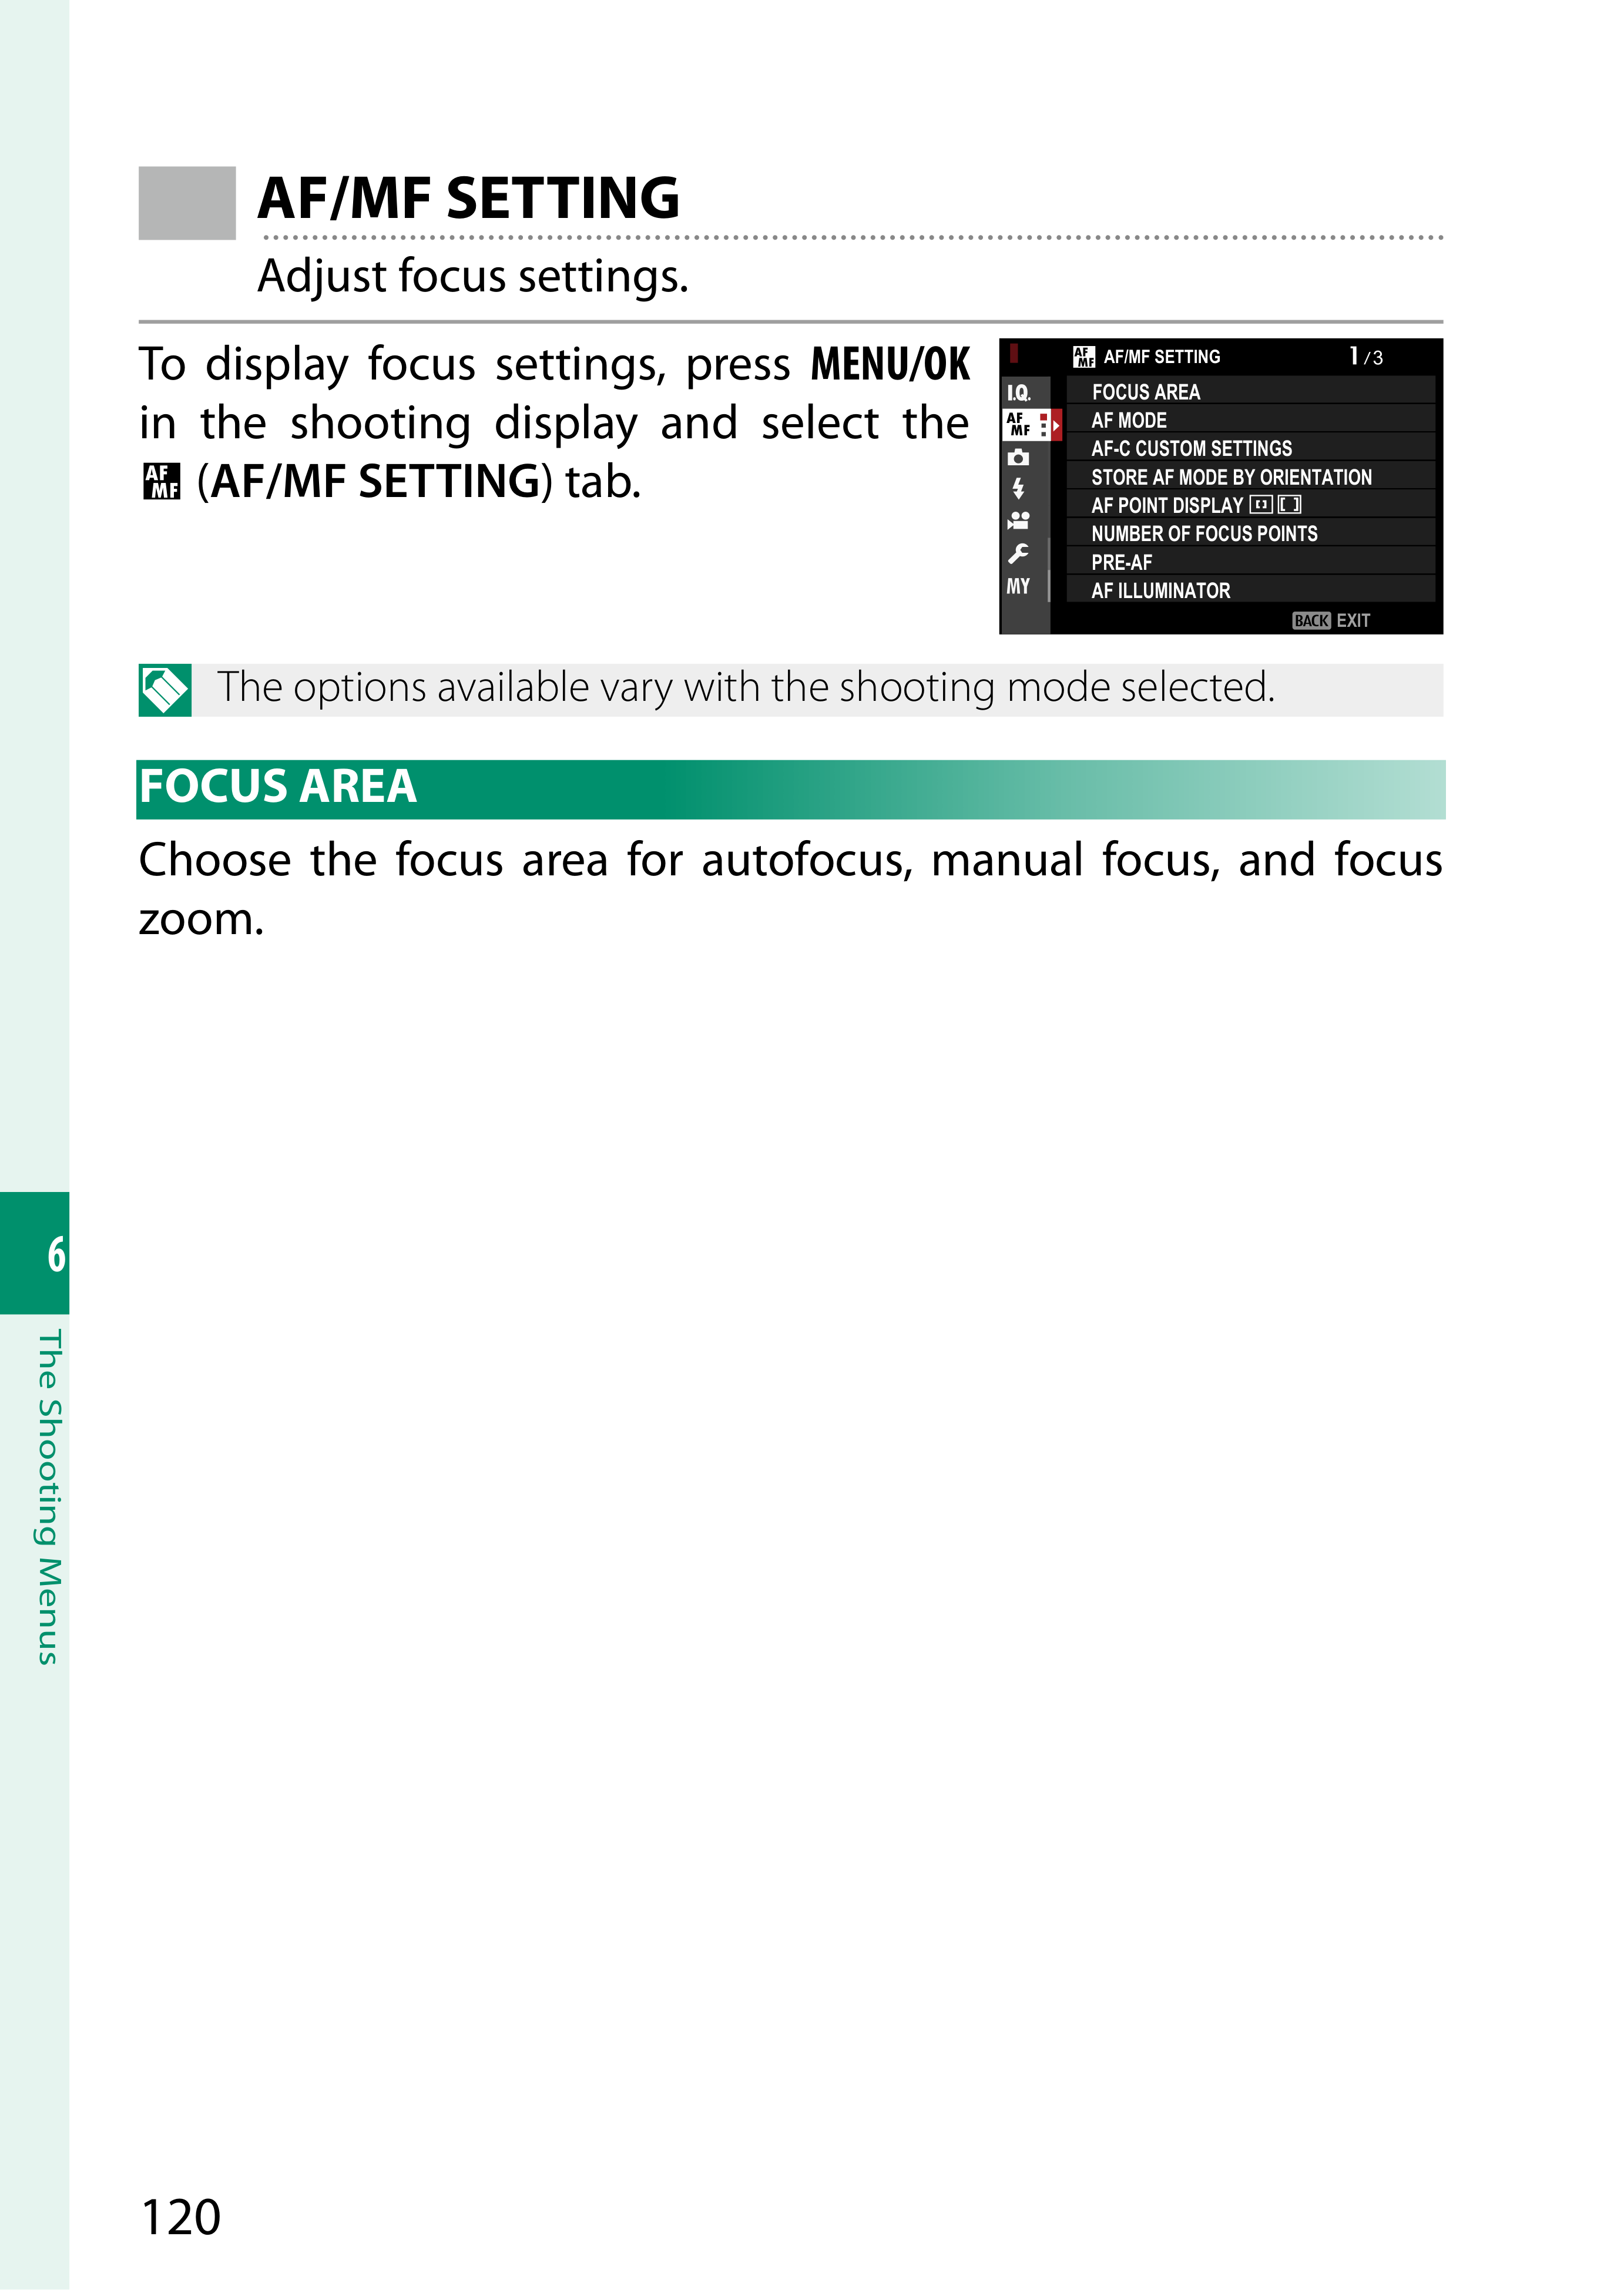 AF/MF SETTING
Adjust focus settings.
To display focus settings, press MENU/OK
in the shooting display and select the
AF MF (AF/MF SETTING) tab.
AF MF AF/MF SETTING 1/3
I.Q.
AF
MF
MY
FOCUS AREA
AF MODE
AF-C CUSTOM SETTINGS
STORE AF MODE BY ORIENTATION
AF POINT DISPLAY
NUMBER OF FOCUS POINTS
PRE-AF
AF ILLUMINATOR
BACK EXIT
The options available vary with the shooting mode selected.
FOCUS AREA
Choose the focus area for autofocus, manual focus, and focus
zoom.
6
The Shooting Menus
120